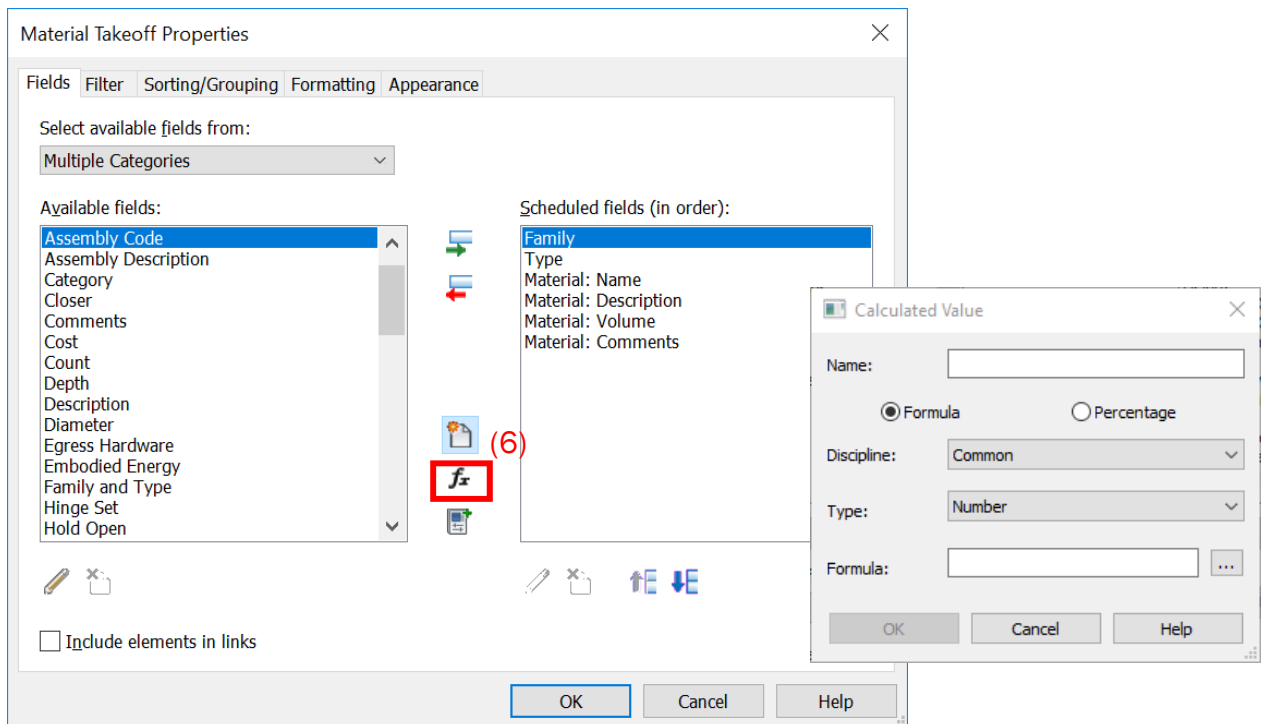 Material Takeoff Properties
Fields Filter Sorting/Grouping Formatting Appearance
Select available fields from:
Multiple Categories
Available fields:
Assembly Code
Assembly Description
Category
Closer
Comments
Cost
Count
Depth
Description
Diameter
Egress Hardware
Embodied Energy
Family and Type
Hinge Set
Hold Open
(6)
fx
Scheduled fields (in order):
Family
Type
Material: Name
Material: Description
Material: Volume
Material: Comments
Include elements in links
OK Cancel Help
Calculated Value
Name:
Formula Percentage
Discipline: Common
Type: Number
Formula: ...
OK Cancel Help